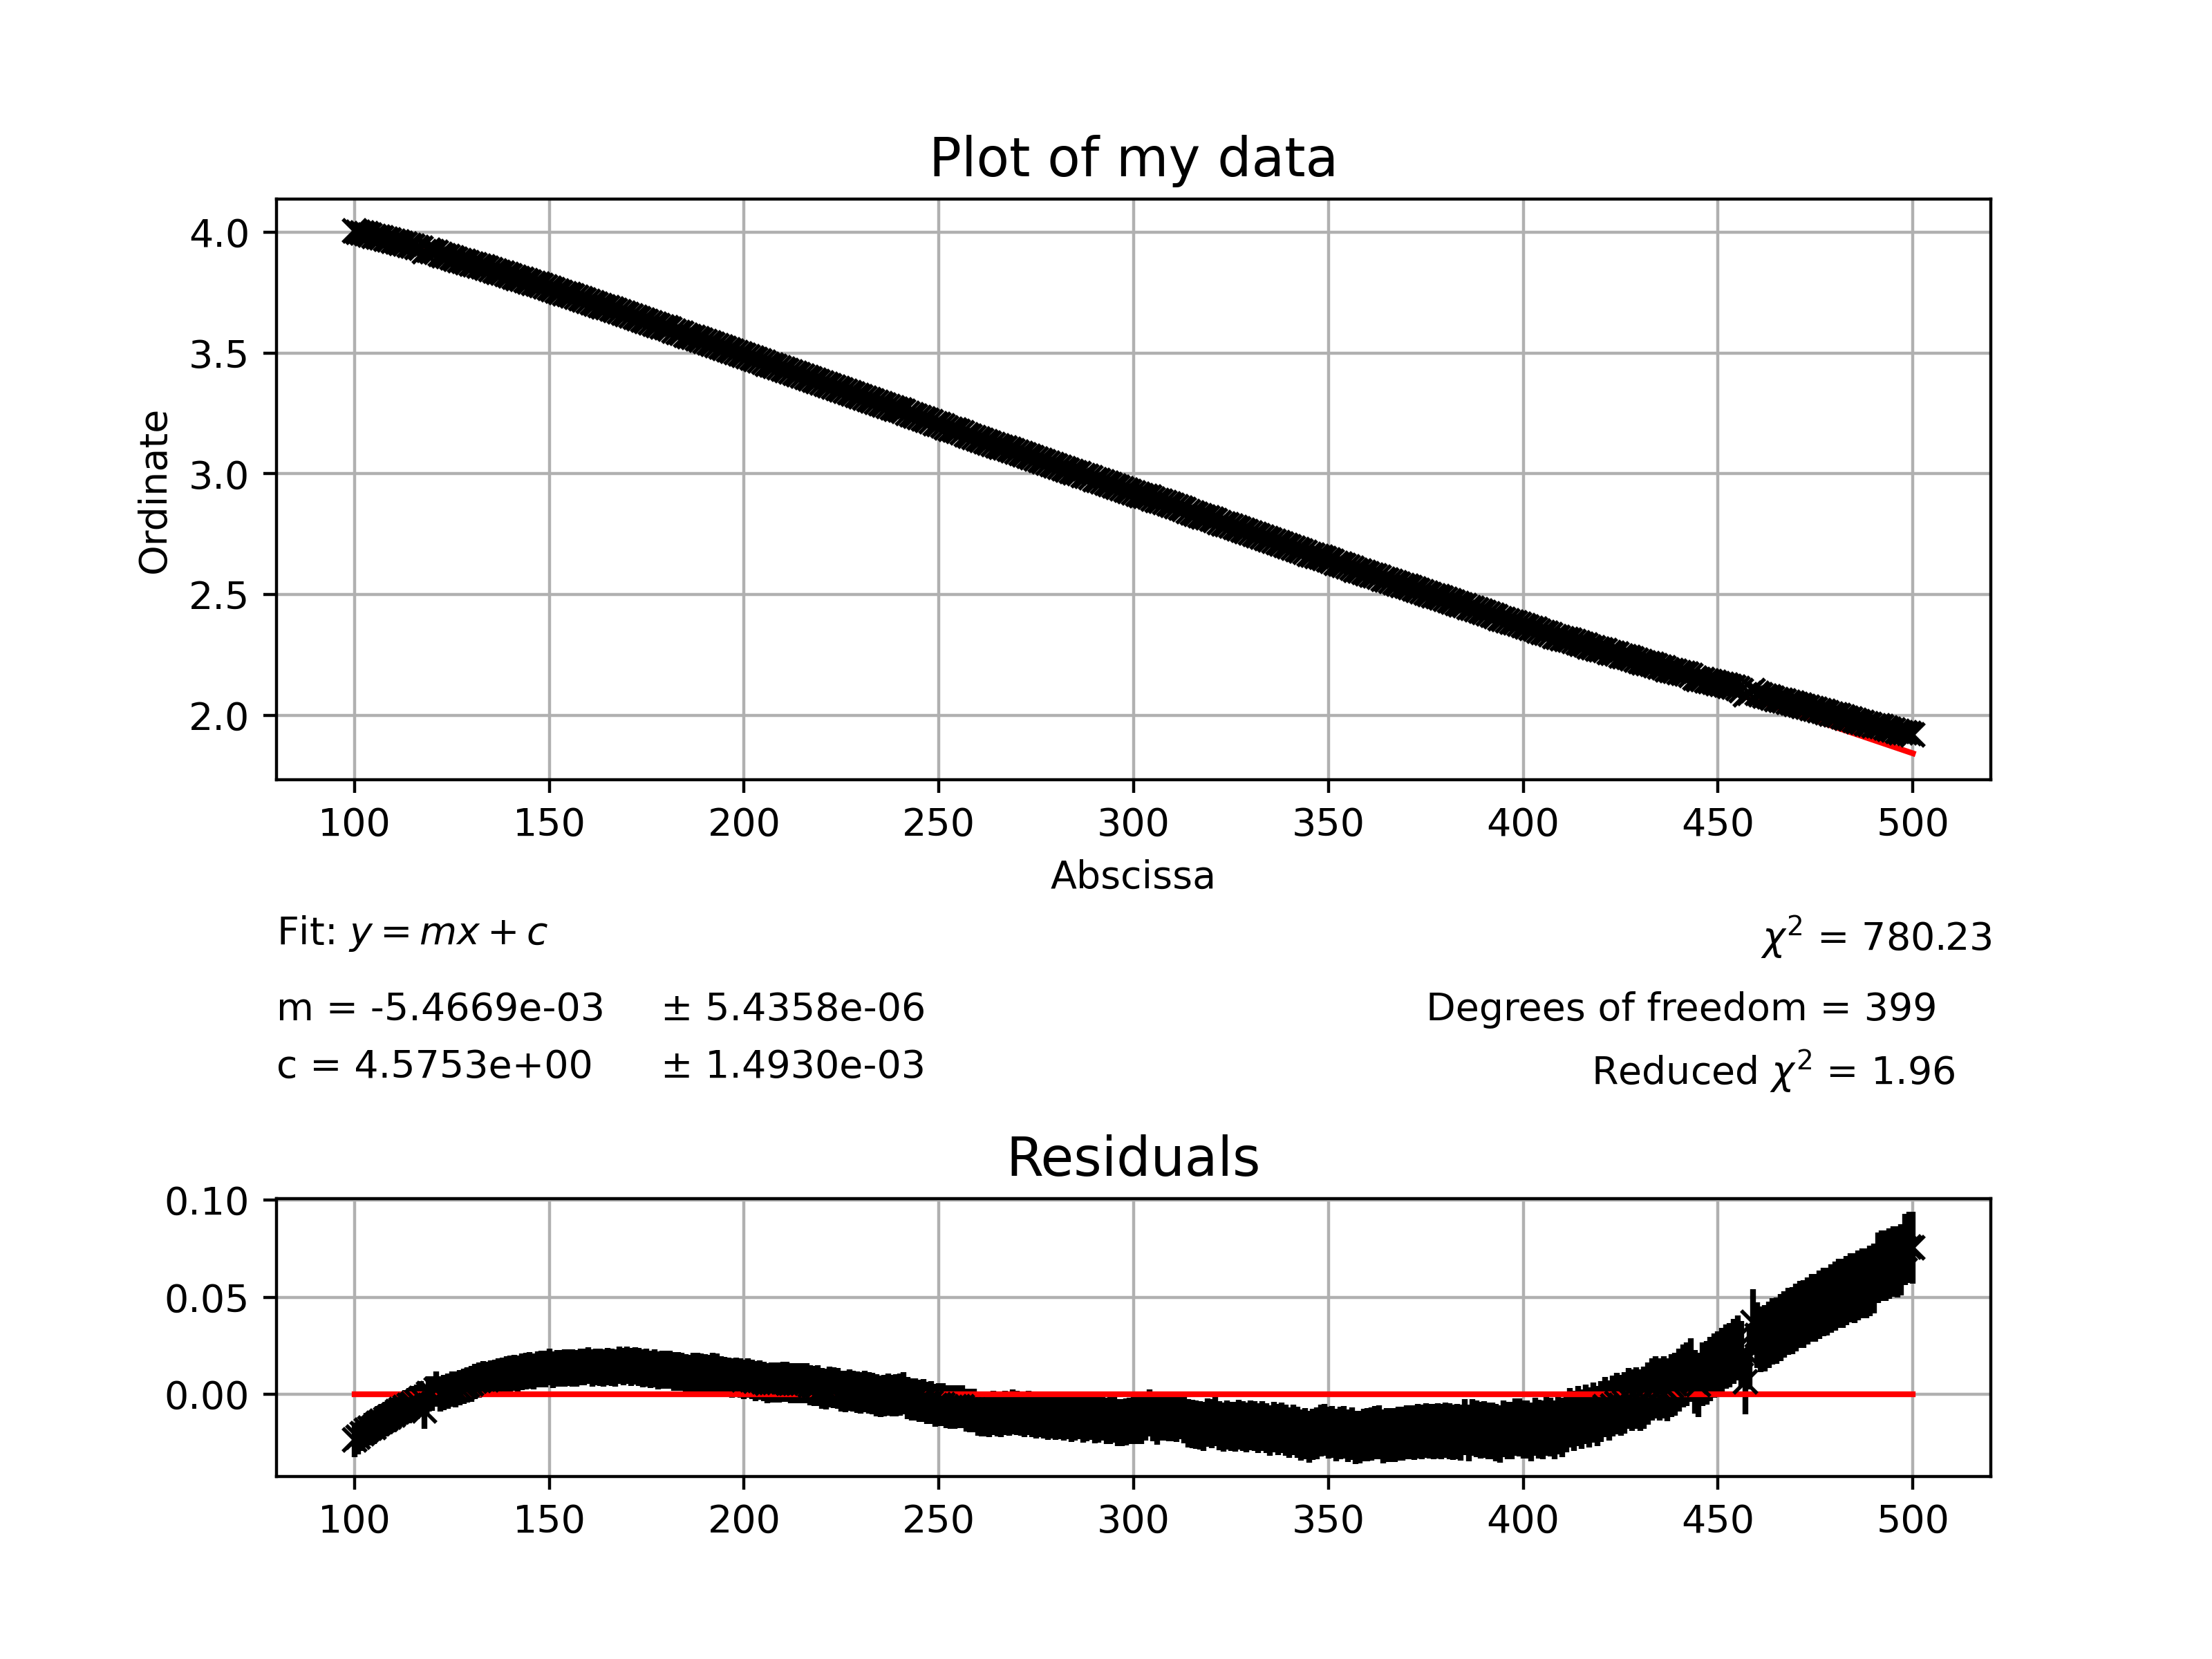 Plot of my data
4.0
3.5
3.0
2.5
2.0
Ordinate
100 150 200 250 300 350 400 450 500
Abscissa
Fit: y = mx + c
χ² = 780.23
m = -5.4669e-03 ± 5.4358e-06
Degrees of freedom = 399
c = 4.5753e+00 ± 1.4930e-03
Reduced χ² = 1.96
Residuals
0.10
0.05
0.00
100 150 200 250 300 350 400 450 500